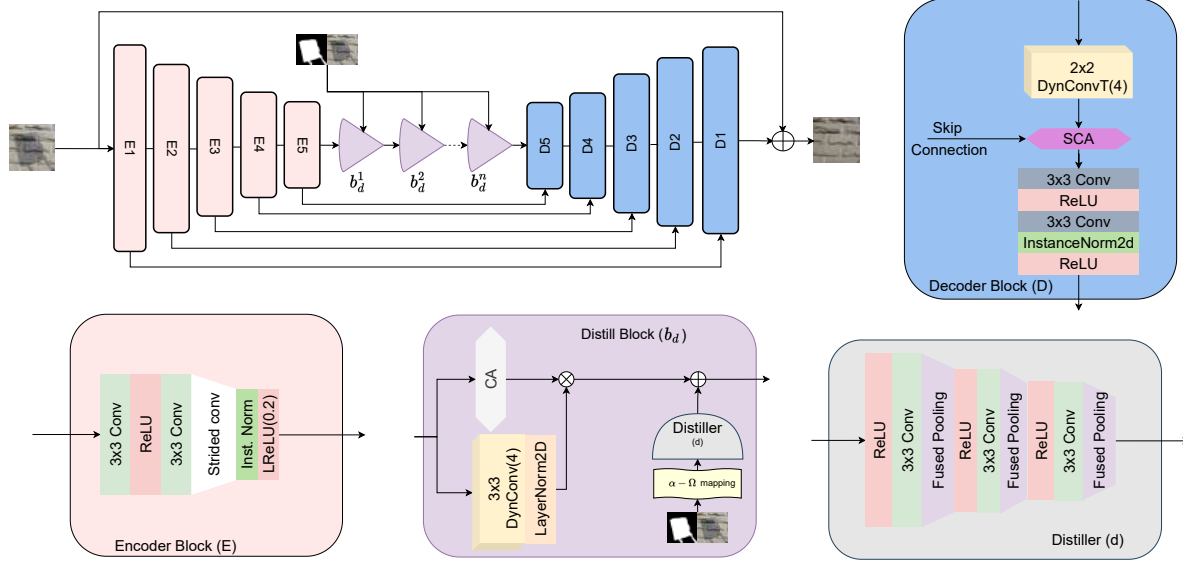 E1
E2
E3
E4
E5
b_d^1
b_d^2
b_d^n
D5
D4
D3
D2
D1
2x2
DynConvT(4)
Skip
Connection
SCA
3x3 Conv
ReLU
3x3 Conv
InstanceNorm2d
ReLU
Decoder Block (D)
3x3 Conv
ReLU
3x3 Conv
Strided conv
Inst. Norm
LReLU(0.2)
Encoder Block (E)
Distill Block (b_d)
CA
3x3
DynConv(4)
LayerNorm2D
Distiller
(d)
α − Ω mapping
ReLU
3x3 Conv
Fused Pooling
ReLU
3x3 Conv
Fused Pooling
ReLU
3x3 Conv
Fused Pooling
Distiller (d)